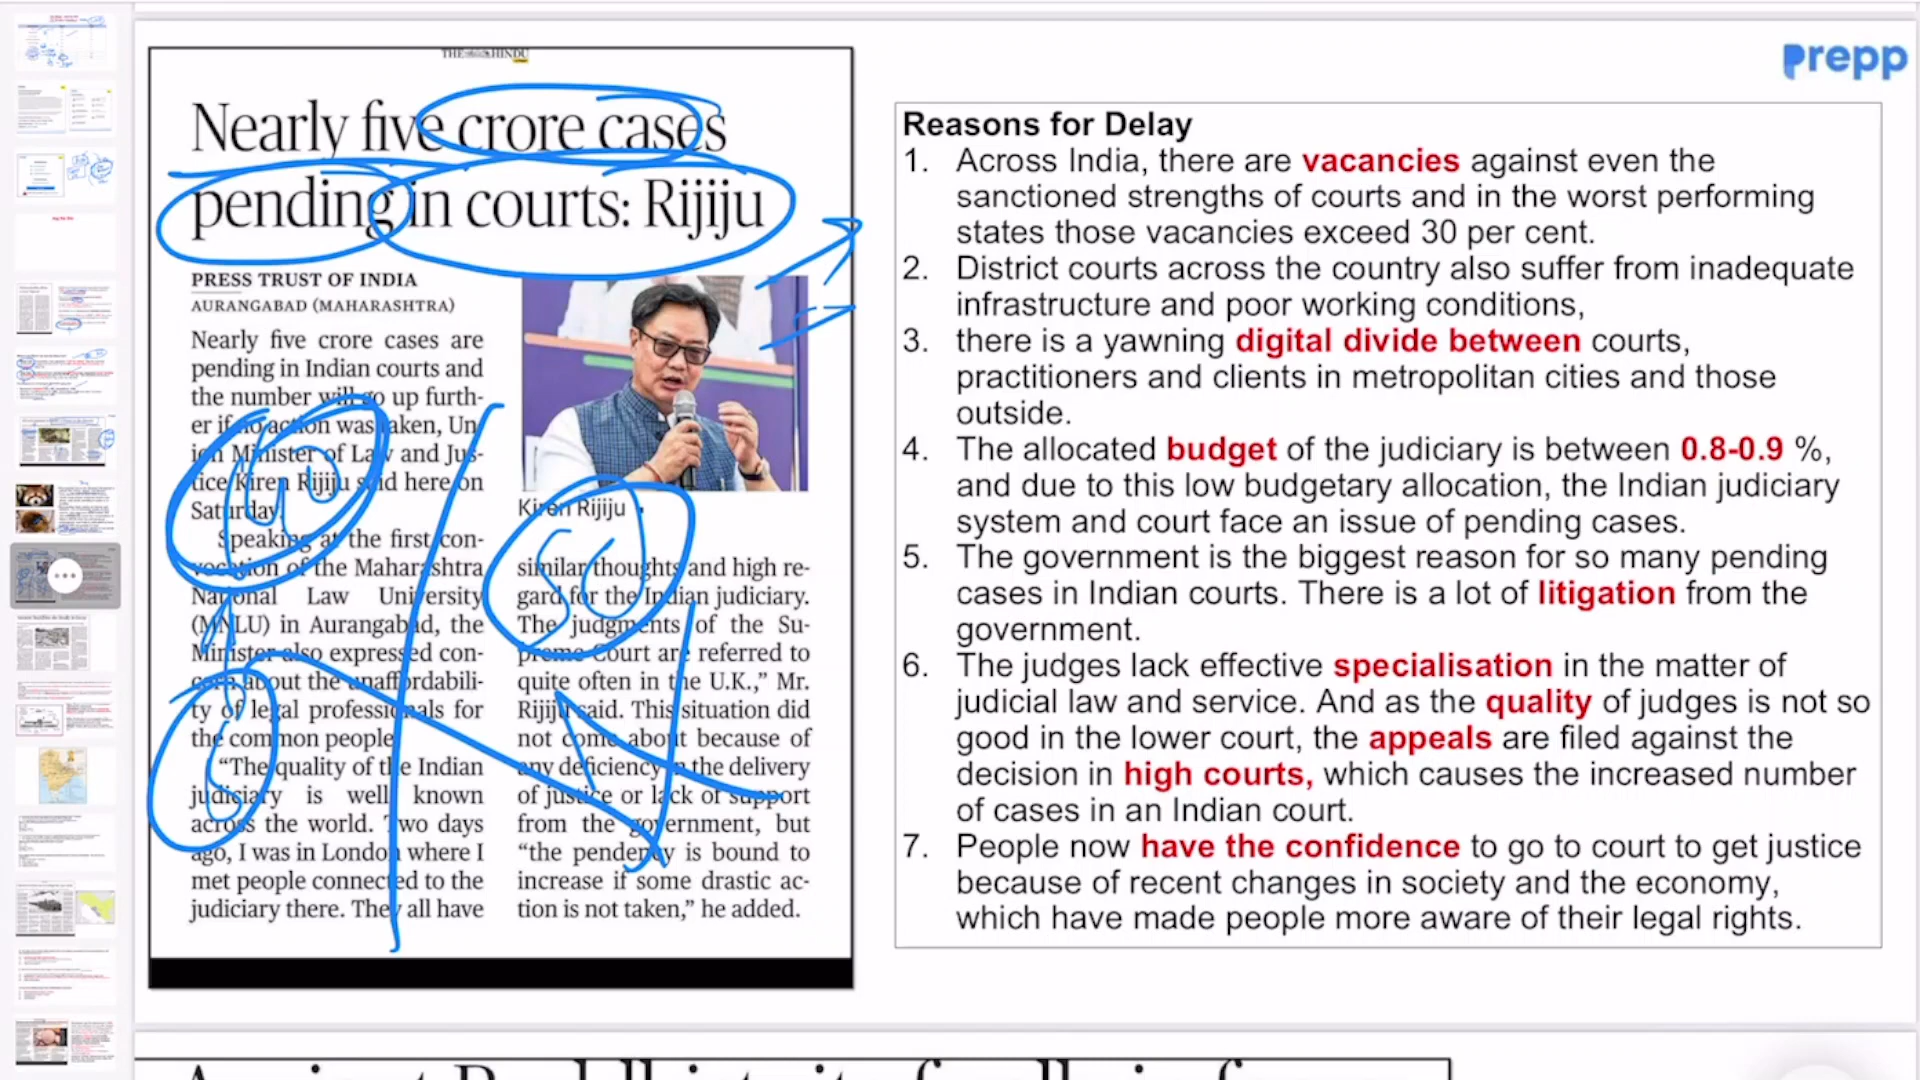 THE HINDU
Nearly five crore cases
pending in courts: Rijiju
PRESS TRUST OF INDIA
AURANGABAD (MAHARASHTRA)
Nearly five crore cases are
pending in Indian courts and
the number will go up furth-
er if no action was taken, Un-
ion Minister of Law and Jus-
tice Kiren Rijiju said here on
Saturday.
Speaking at the first con-
vocation of the Maharashtra
National Law University
(MNLU) in Aurangabad, the
Minister also expressed con-
cern about the unaffordabili-
ty of legal professionals for
the common people.
“The quality of the Indian
judiciary is well known
across the world. Two days
ago, I was in London where I
met people connected to the
judiciary there. They all have
Kiren Rijiju
similar thoughts and high re-
gard for the Indian judiciary.
The judgments of the Su-
preme Court are referred to
quite often in the U.K.,” Mr.
Rijiju said. This situation did
not come about because of
any deficiency in the delivery
of justice or lack of support
from the government, but
“the pendency is bound to
increase if some drastic ac-
tion is not taken,” he added.
SC
prepp
Reasons for Delay
1. Across India, there are vacancies against even the
sanctioned strengths of courts and in the worst performing
states those vacancies exceed 30 per cent.
2. District courts across the country also suffer from inadequate
infrastructure and poor working conditions,
3. there is a yawning digital divide between courts,
practitioners and clients in metropolitan cities and those
outside.
4. The allocated budget of the judiciary is between 0.8-0.9 %,
and due to this low budgetary allocation, the Indian judiciary
system and court face an issue of pending cases.
5. The government is the biggest reason for so many pending
cases in Indian courts. There is a lot of litigation from the
government.
6. The judges lack effective specialisation in the matter of
judicial law and service. And as the quality of judges is not so
good in the lower court, the appeals are filed against the
decision in high courts, which causes the increased number
of cases in an Indian court.
7. People now have the confidence to go to court to get justice
because of recent changes in society and the economy,
which have made people more aware of their legal rights.